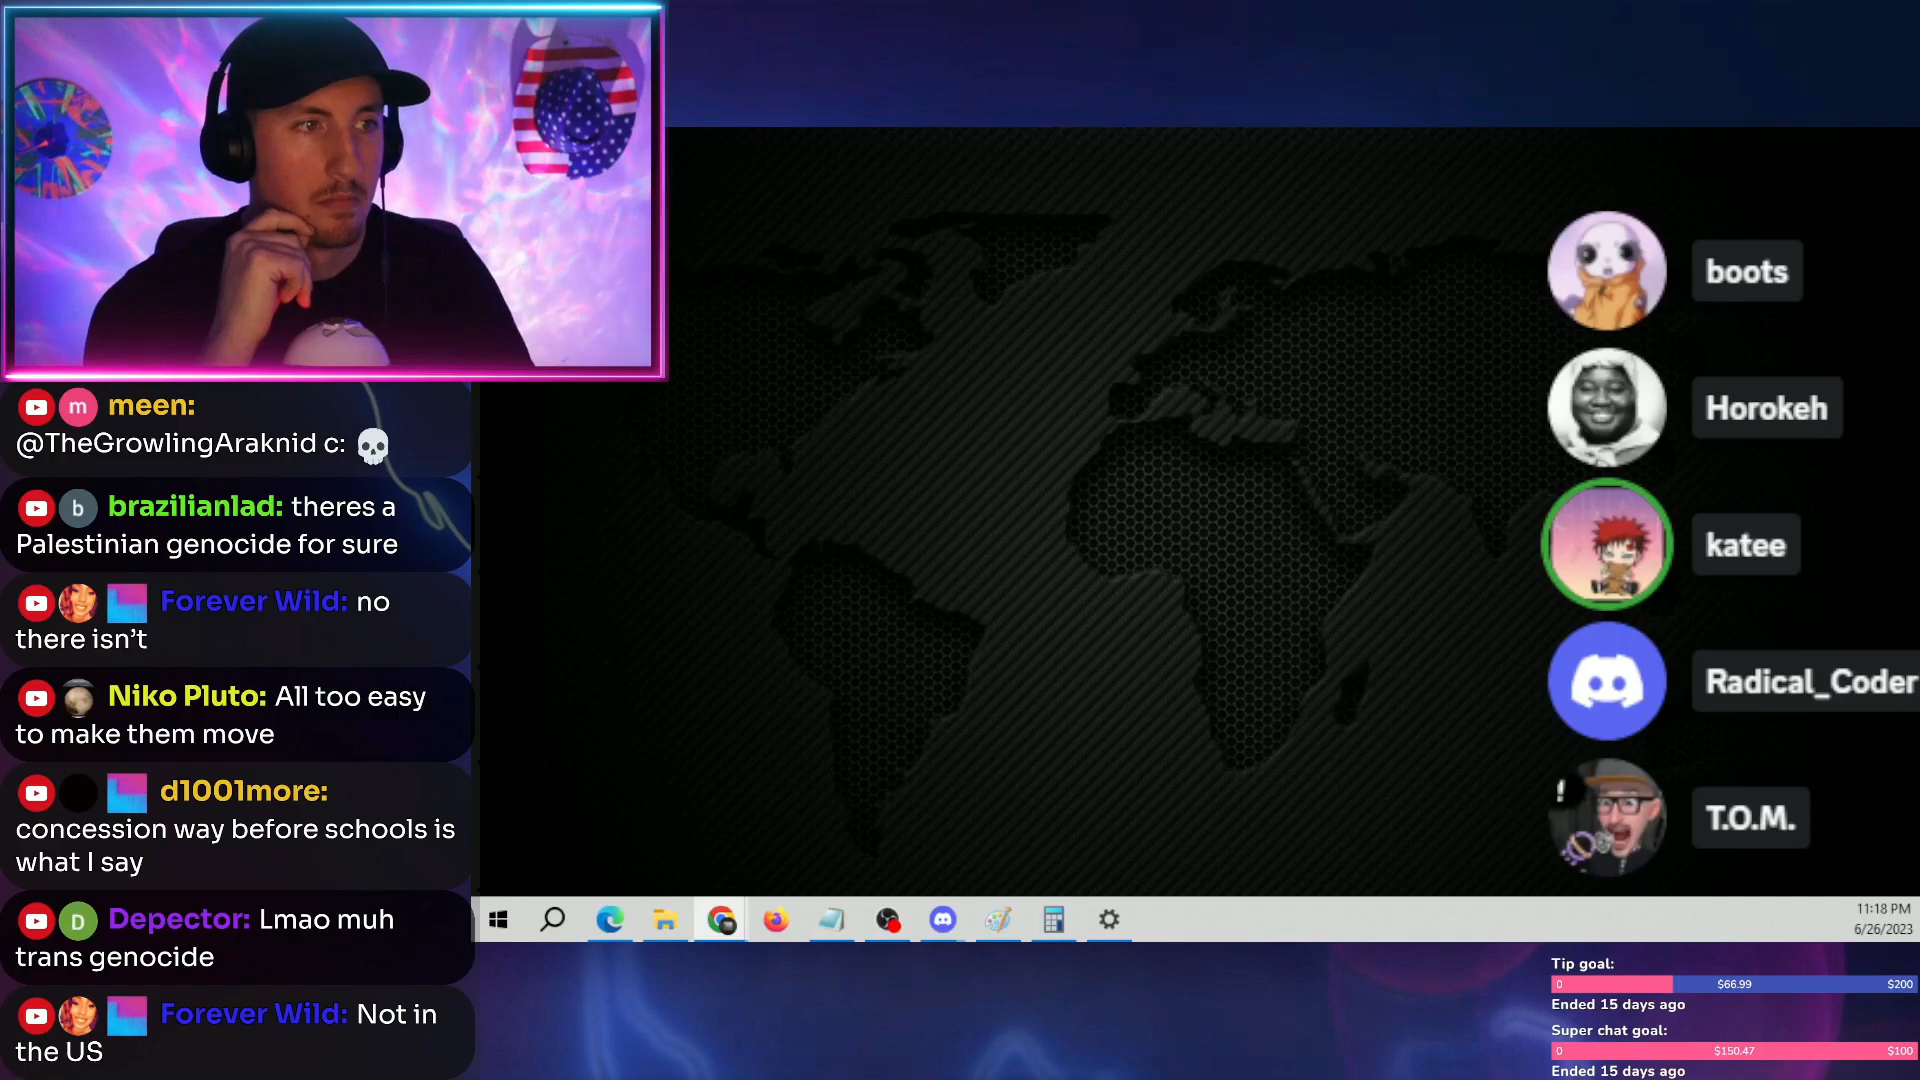 m meen:
@TheGrowlingAraknid c: 💀
b brazilianlad: theres a
Palestinian genocide for sure
Forever Wild: no
there isn't
Niko Pluto: All too easy
to make them move
d1001more:
concession way before schools is
what I say
D Depector: Lmao muh
trans genocide
Forever Wild: Not in
the US
boots
Horokeh
katee
Radical_Coder
!
T.O.M.
11:18 PM
6/26/2023
Tip goal:
0 $66.99 $200
Ended 15 days ago
Super chat goal:
0 $150.47 $100
Ended 15 days ago